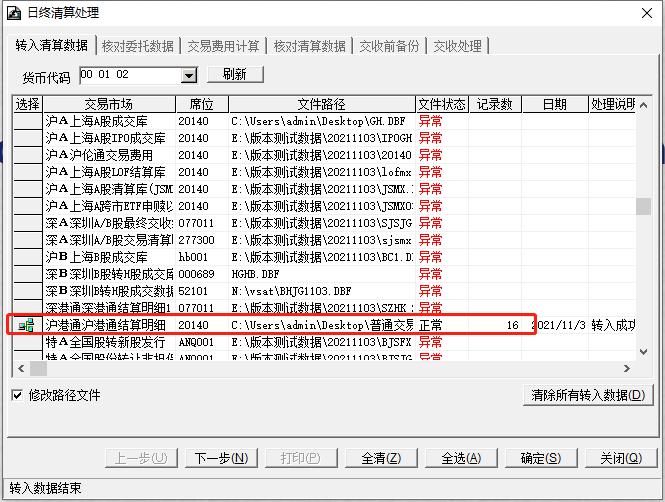 日终清算处理
转入清算数据 核对委托数据 交易费用计算 核对清算数据 交收前备份 交收处理
货币代码 00 01 02 刷新
选择 交易市场 席位 文件路径 文件状态 记录数 日期 处理说明
沪A上海A股成交库 20140 C:\Users\admin\Desktop\GH.DBF 异常
沪A上海A股IPO成交库 20140 E:\版本测试数据\20211103\IPOGH 异常
沪A沪伦通交易费用 20140 E:\版本测试数据\20211103\20140 异常
沪A上海A股LOF结算库 20140 E:\版本测试数据\20211103\lofmx 异常
沪A上海A股清算库(JSM 20140 E:\版本测试数据\20211103\JSMX. 异常
沪A上海A跨市ETF申赎 20140 E:\版本测试数据\20211103\JSMX0 异常
深A深圳A/B股最终交收 077011 E:\版本测试数据\20211103\SJSJG 异常
深A深圳A/B股交易清算 277300 E:\版本测试数据\20211103\sjsmx 异常
沪B上海B股成交库 hb001 E:\版本测试数据\20211103\BC1.D 异常
深B深圳B股转H股成交库 000689 HGHB.DBF 异常
深B深圳B股转H成交数据 52101 N:\vsat\BHJG1103.DBF 异常
深港通深港通结算明细1 077011 E:\版本测试数据\20211103\SZHK 异常
沪港通沪港通结算明细 20140 C:\Users\admin\Desktop\普通交易 正常 16 2021/11/3 转入成功
特A全国股转新股发行 ANQ001 E:\版本测试数据\20211103\BJSFX 异常
特A全国股份转让非担保 ANQ001 E:\版本测试数据\20211103\BJSJG 异常
修改路径文件 清除所有转入数据(D)
上一步(U) 下一步(N) 打印(P) 全清(Z) 全选(A) 确定(S) 关闭(Q)
转入数据结束